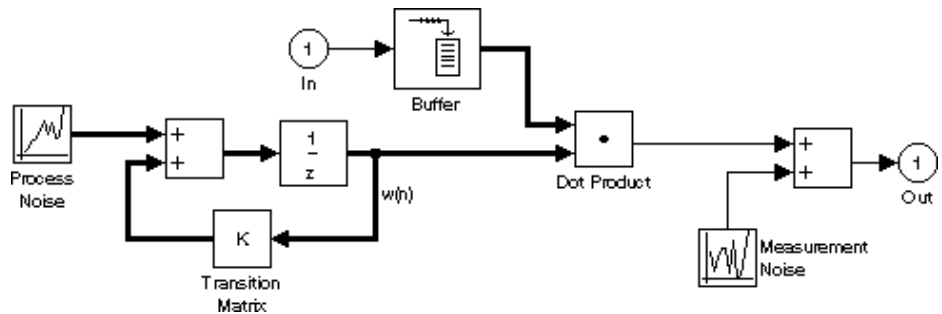 1
In
Buffer
Process
Noise
+
+
1
z
w(n)
K
Transition
Matrix
Dot Product
+
+
1
Out
Measurement
Noise